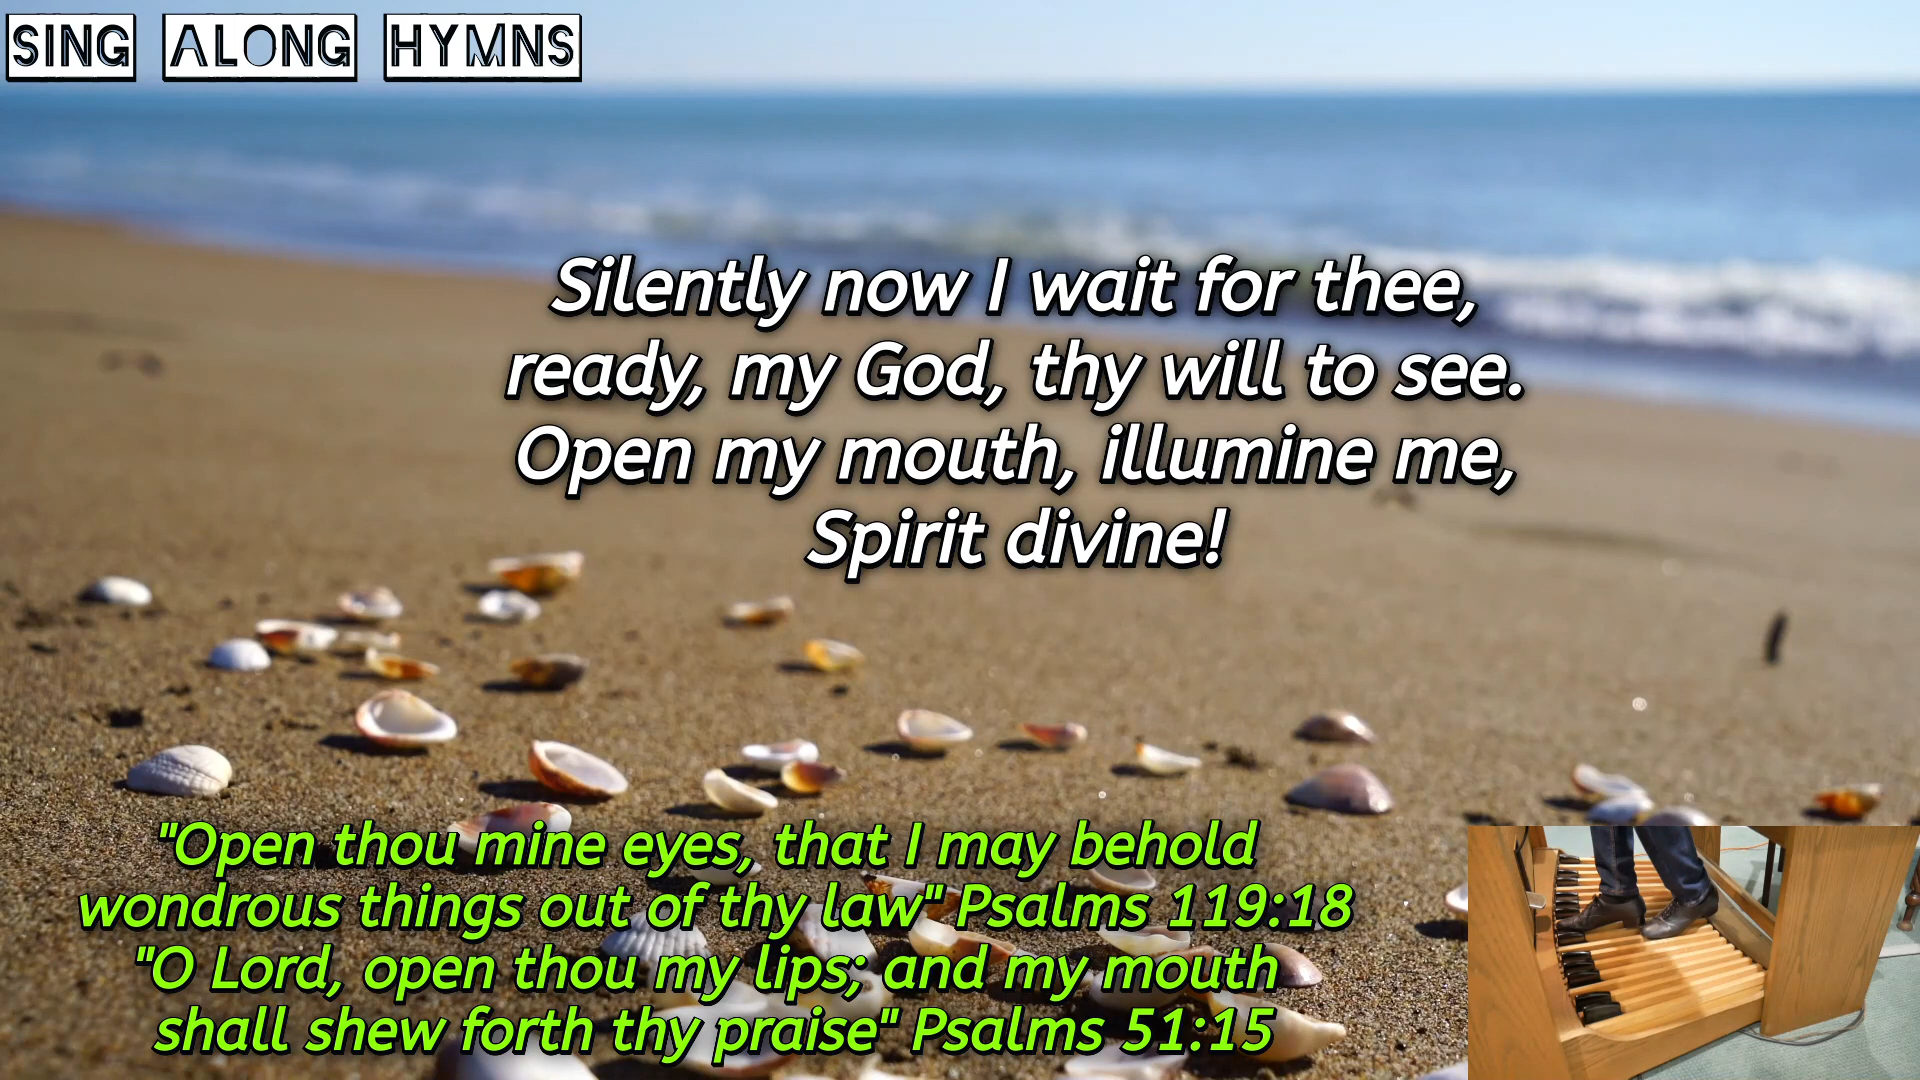 SING ALONG HYMNS
Silently now I wait for thee,
ready, my God, thy will to see.
Open my mouth, illumine me,
Spirit divine!
"Open thou mine eyes, that I may behold
wondrous things out of thy law" Psalms 119:18
"O Lord, open thou my lips; and my mouth
shall shew forth thy praise" Psalms 51:15